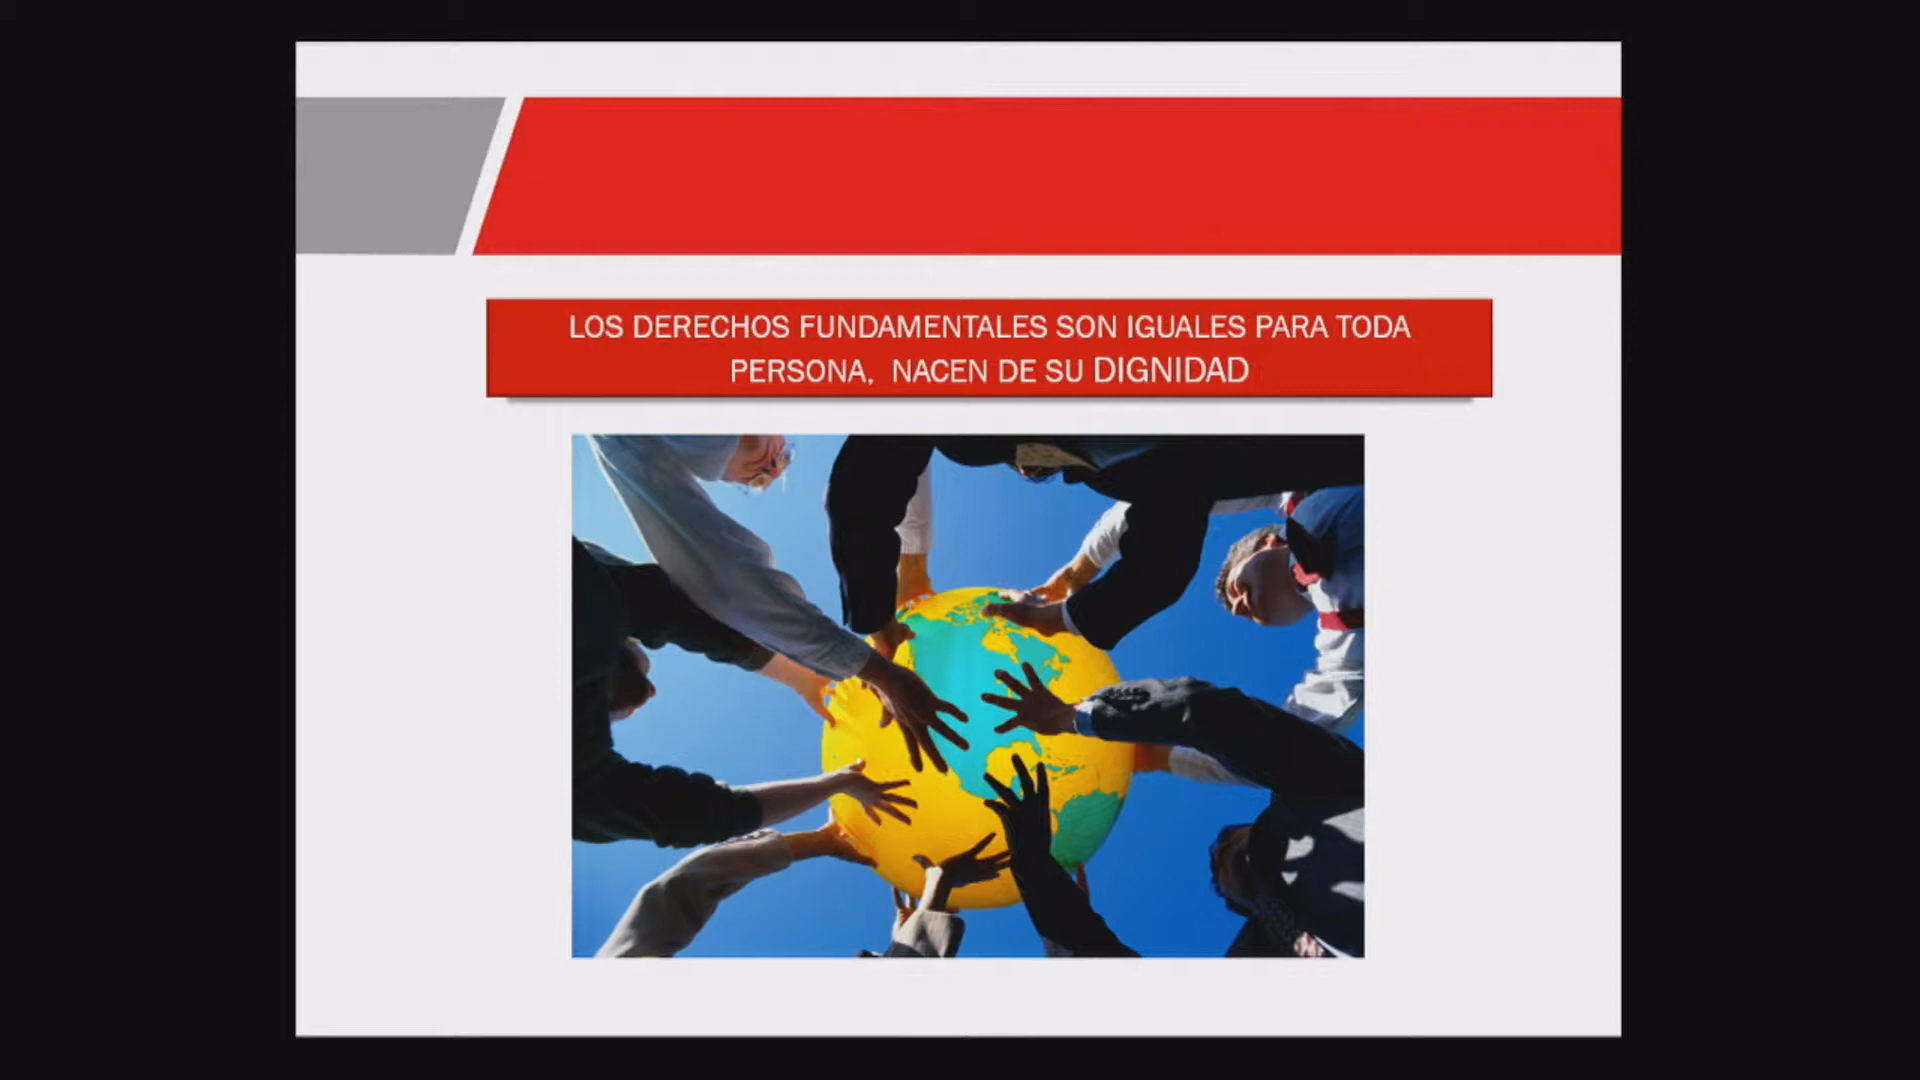 LOS DERECHOS FUNDAMENTALES SON IGUALES PARA TODA
PERSONA,  NACEN DE SU DIGNIDAD